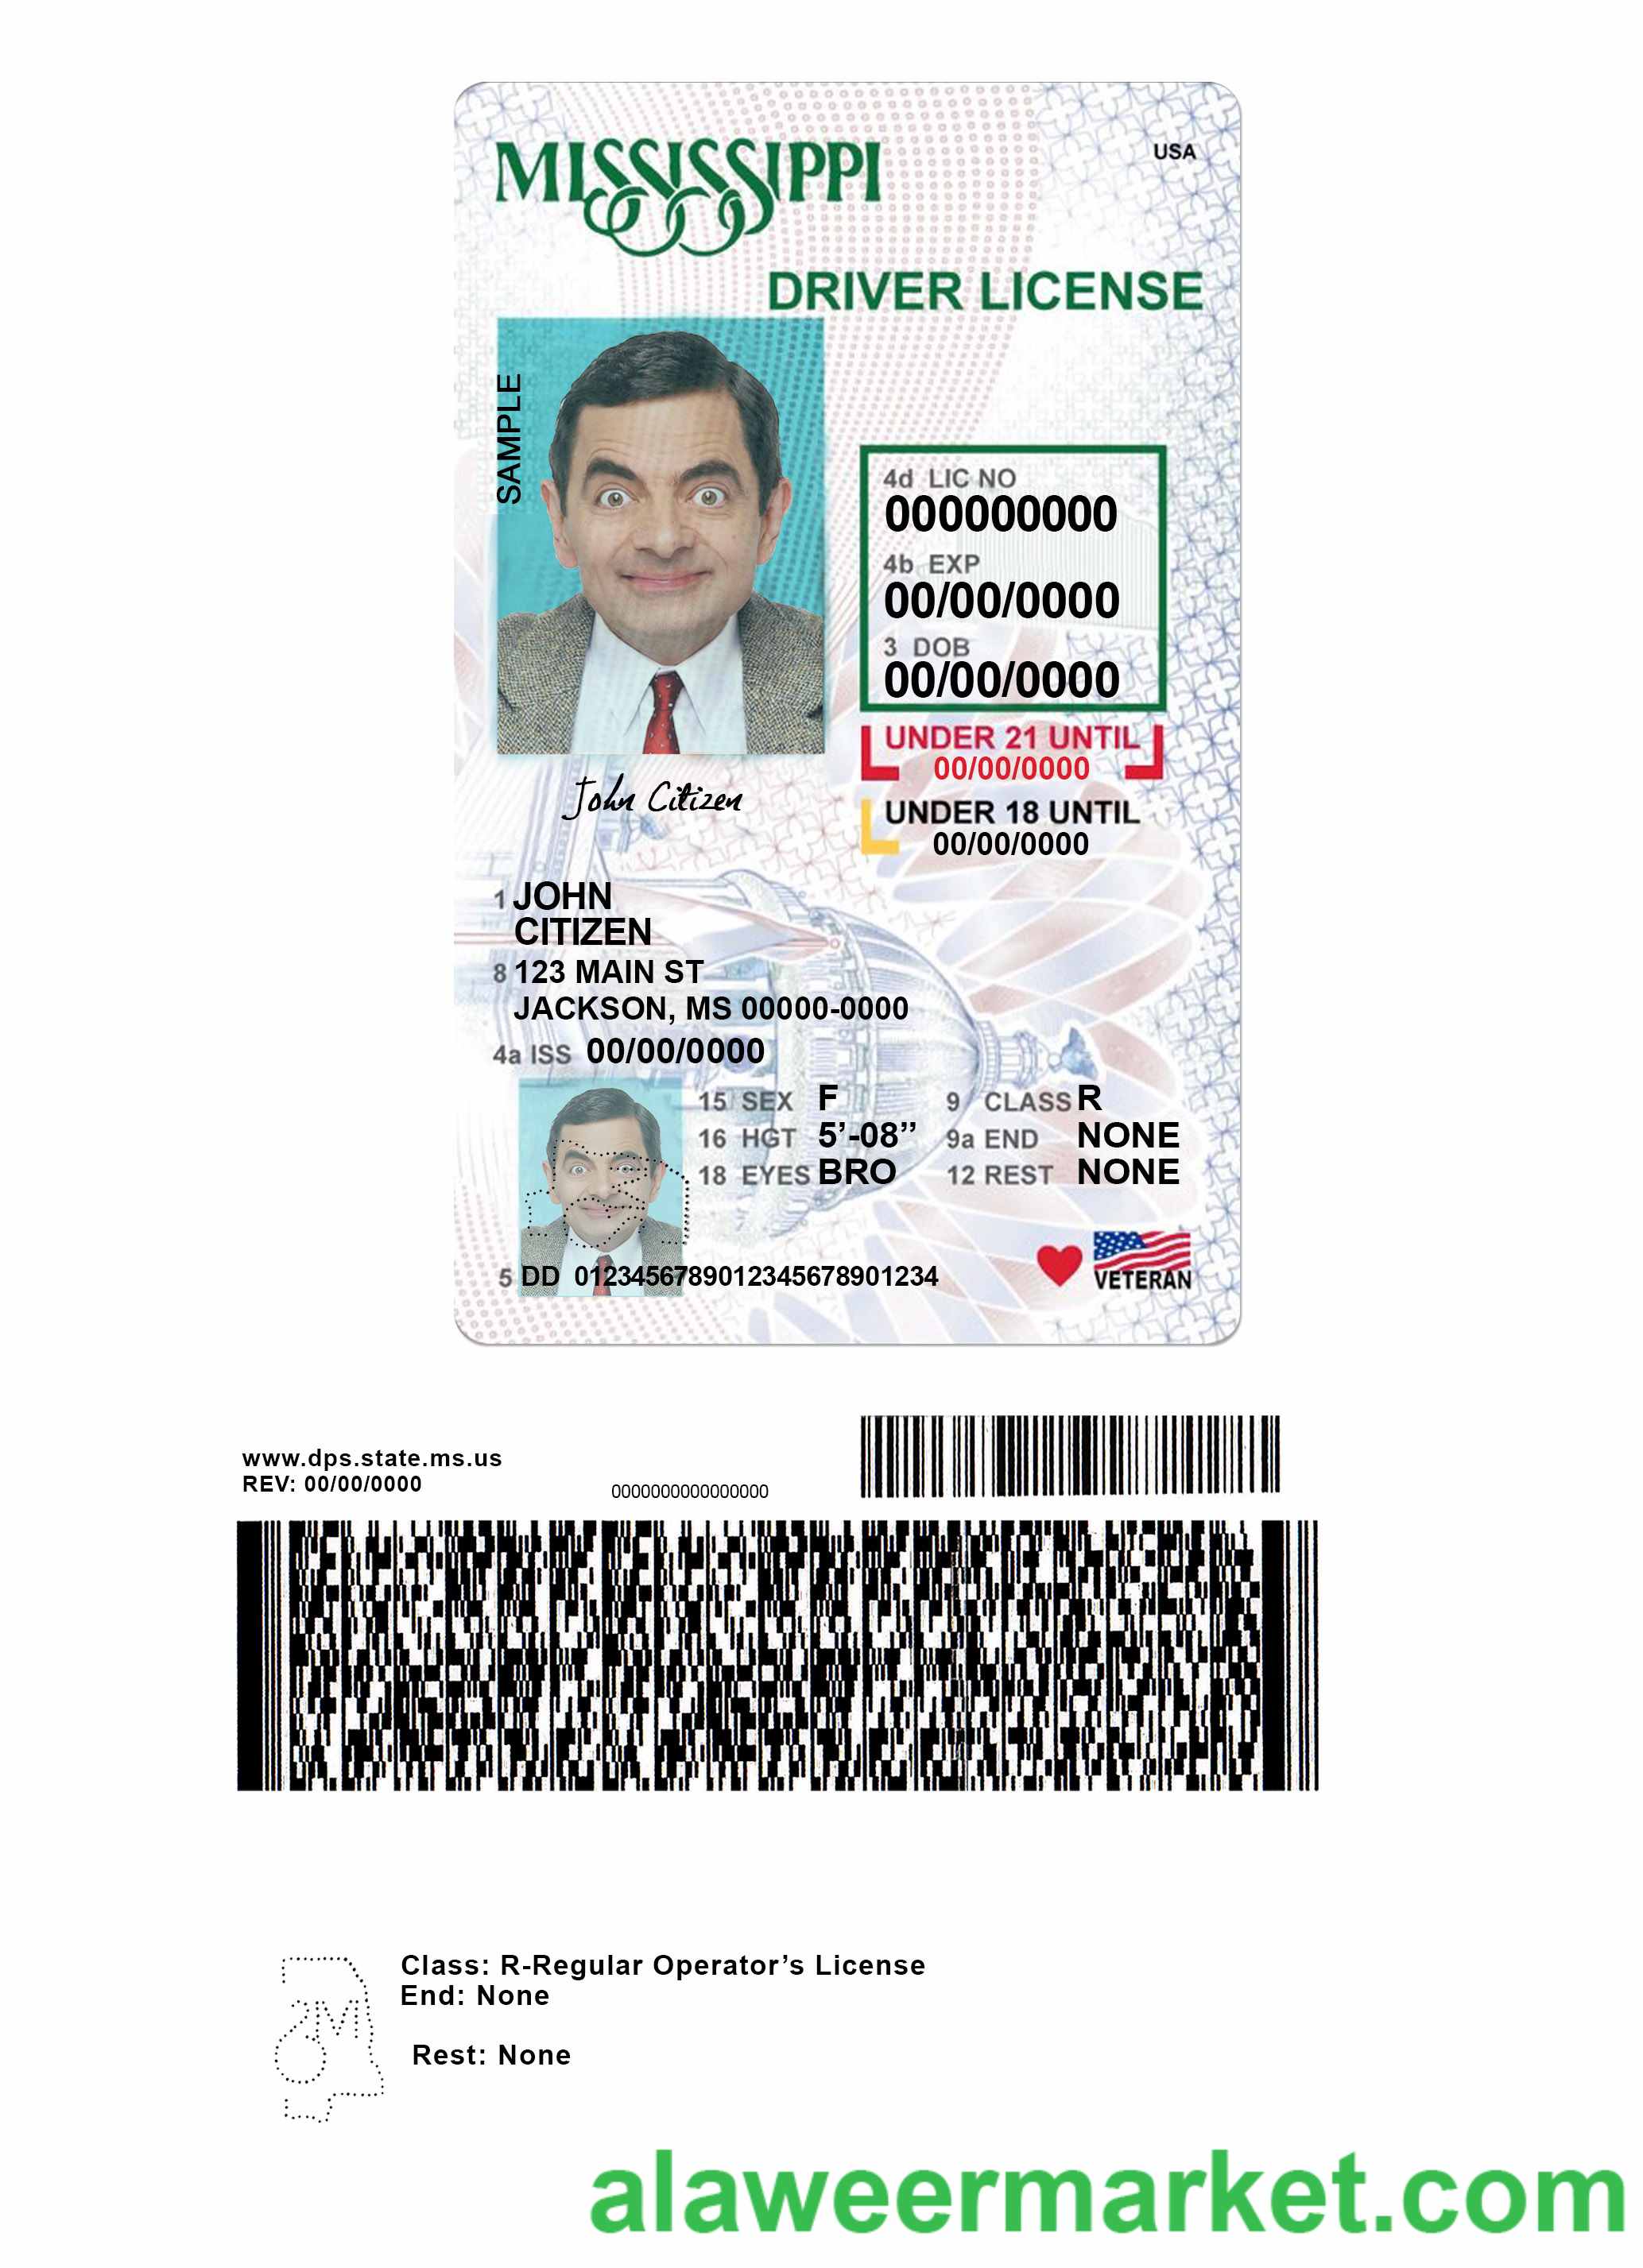 MISSISSIPPI
USA
DRIVER LICENSE
SAMPLE
4d LIC NO
000000000
4b EXP
00/00/0000
3 DOB
00/00/0000
UNDER 21 UNTIL
00/00/0000
UNDER 18 UNTIL
00/00/0000
John Citizen
1 JOHN
CITIZEN
8 123 MAIN ST
JACKSON, MS 00000-0000
4a ISS 00/00/0000
15 SEX F 9 CLASS R
16 HGT 5’-08” 9a END NONE
18 EYES BRO 12 REST NONE
5 DD 0123456789012345678901234
VETERAN
www.dps.state.ms.us
REV: 00/00/0000
0000000000000000
Class: R-Regular Operator’s License
End: None
Rest: None
M
alaweermarket.com